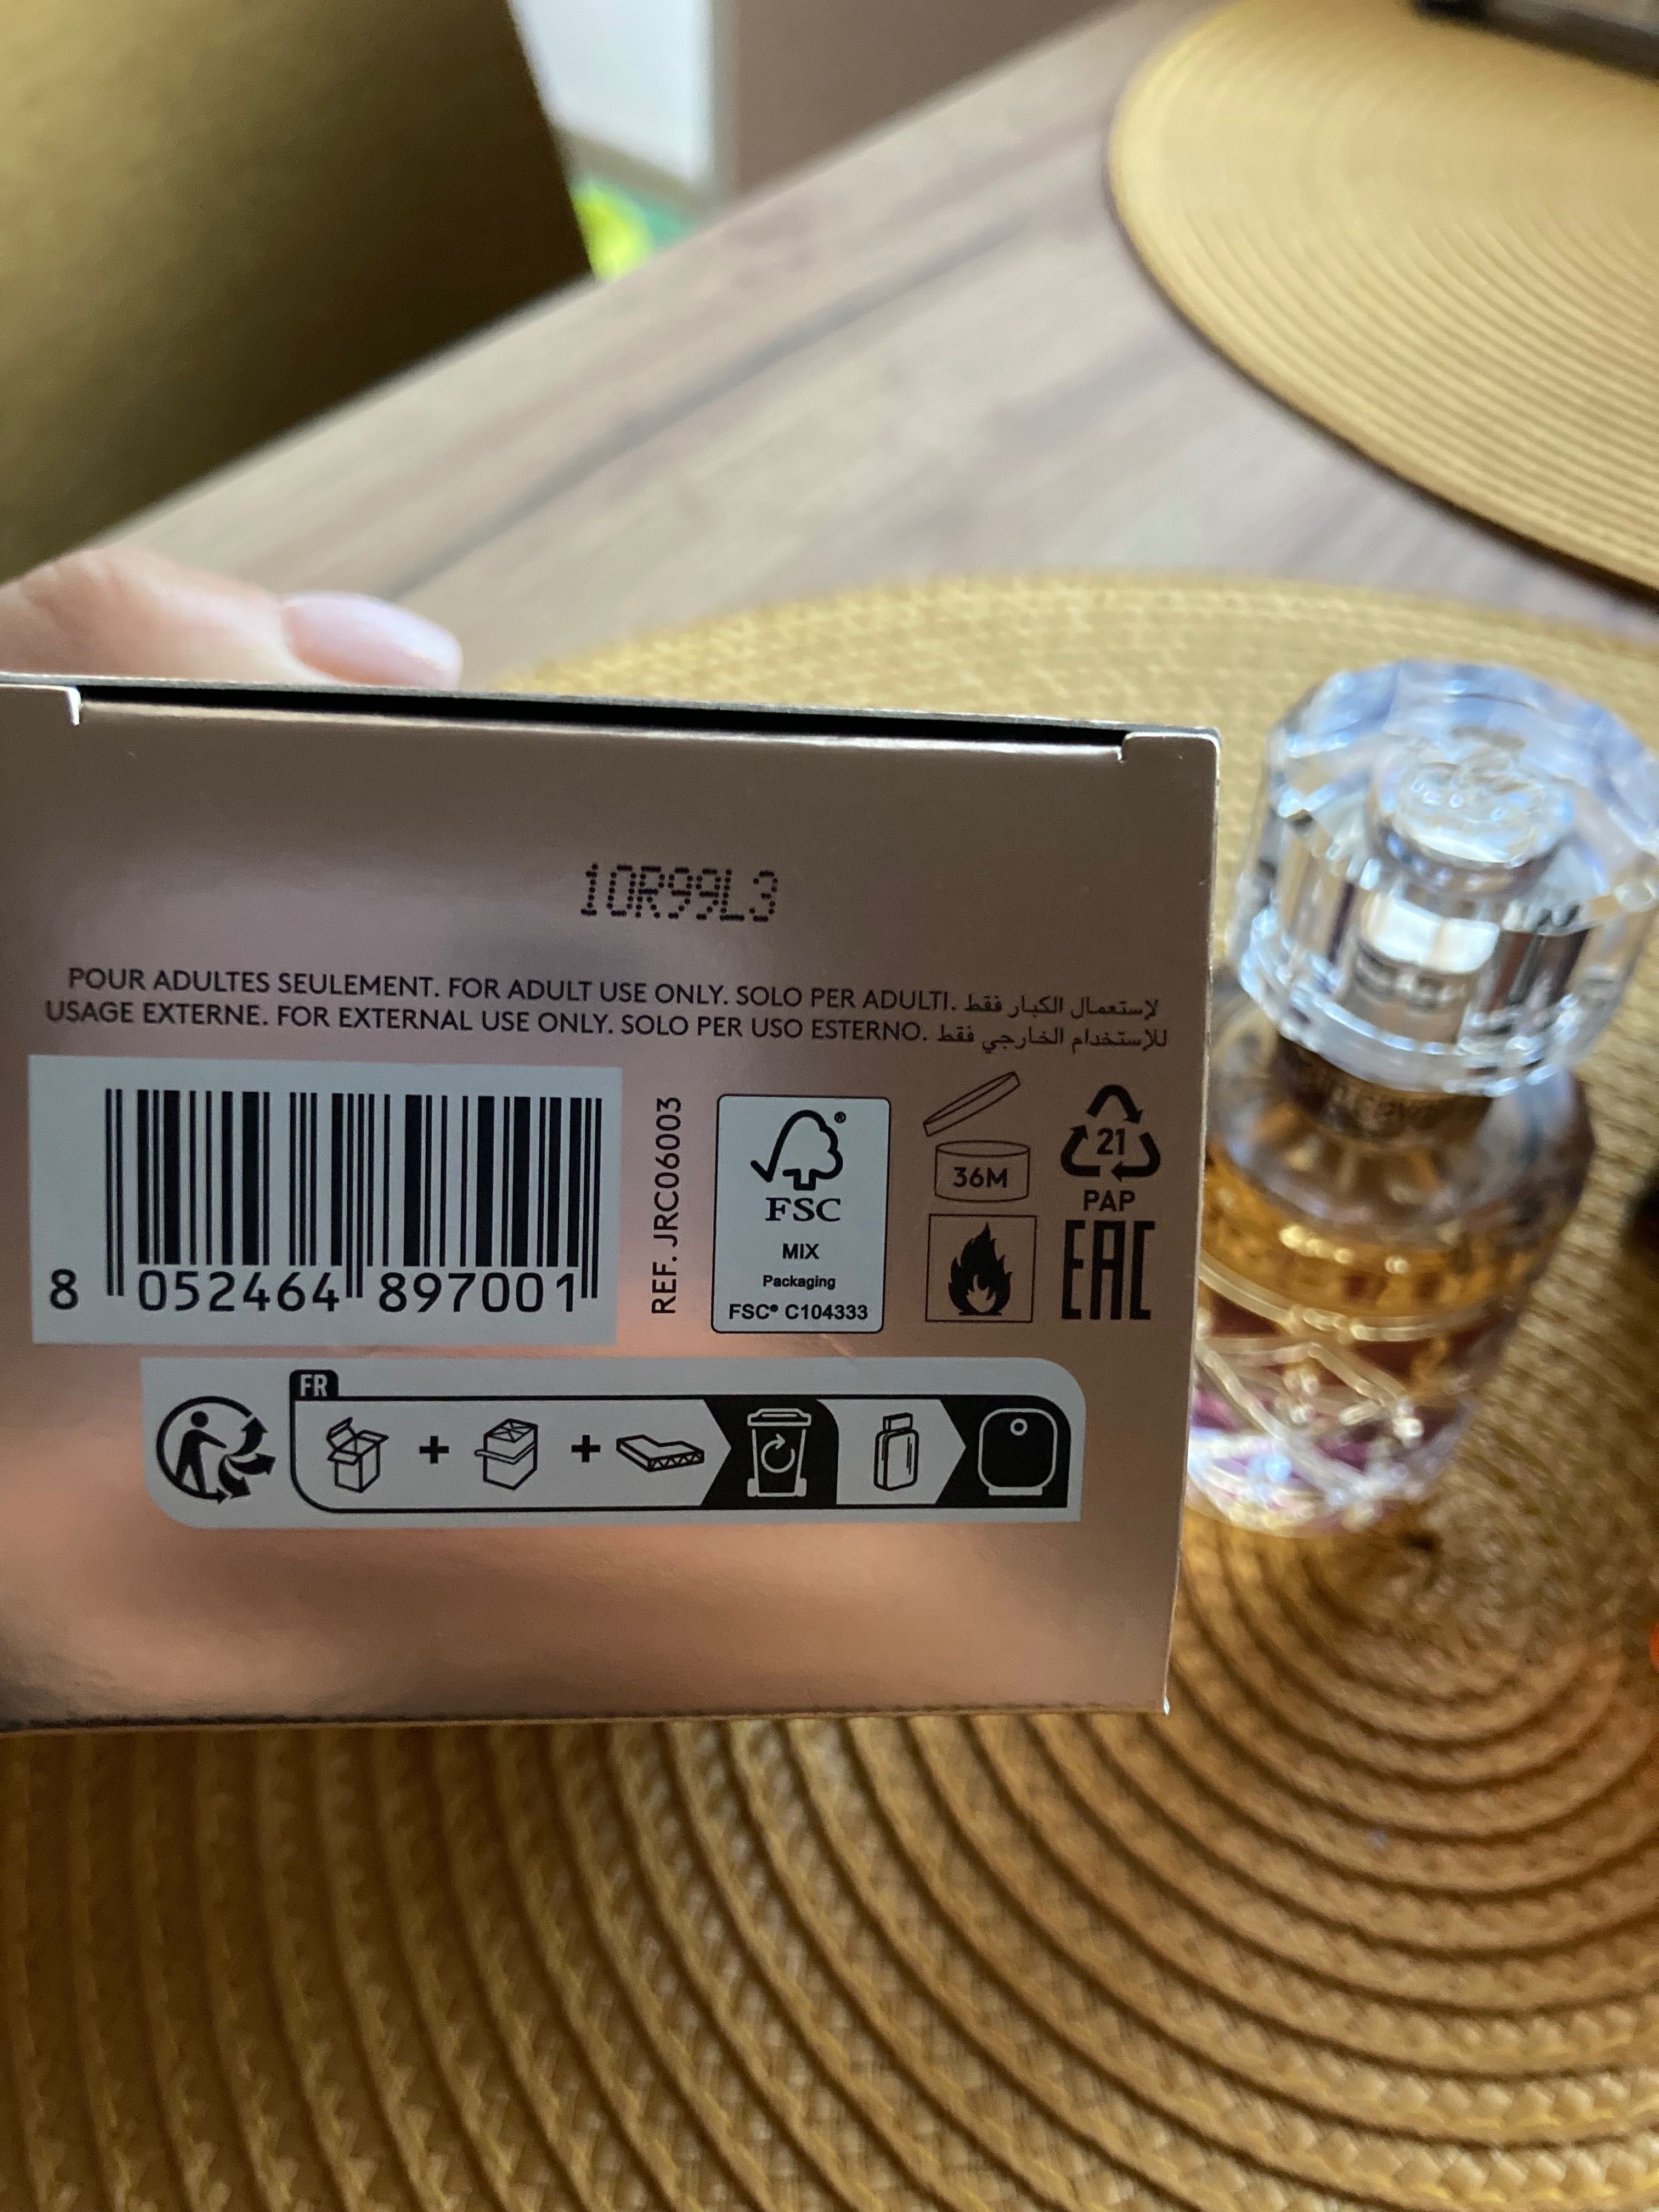 10R99L3
POUR ADULTES SEULEMENT. FOR ADULT USE ONLY. SOLO PER ADULTI. لإستعمال الكبار فقط
USAGE EXTERNE. FOR EXTERNAL USE ONLY. SOLO PER USO ESTERNO. للإستخدام الخارجي فقط
8 052464 897001
REF. JRC06003
FSC®
MIX
Packaging
FSC® C104333
36M
21
PAP
EAC
FR